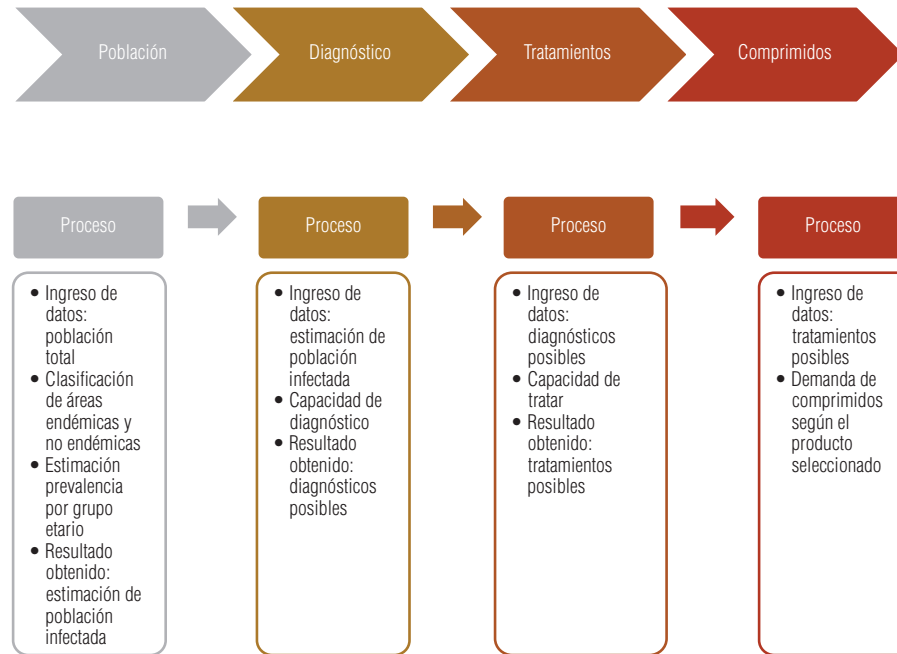 Población
Diagnóstico
Tratamientos
Comprimidos
Proceso
Proceso
Proceso
Proceso
• Ingreso de
datos:
población
total
• Clasificación
de áreas
endémicas y
no endémicas
• Estimación
prevalencia
por grupo
etario
• Resultado
obtenido:
estimación de
población
infectada
• Ingreso de
datos:
estimación de
población
infectada
• Capacidad de
diagnóstico
• Resultado
obtenido:
diagnósticos
posibles
• Ingreso de
datos:
diagnósticos
posibles
• Capacidad de
tratar
• Resultado
obtenido:
tratamientos
posibles
• Ingreso de
datos:
tratamientos
posibles
• Demanda de
comprimidos
según el
producto
seleccionado